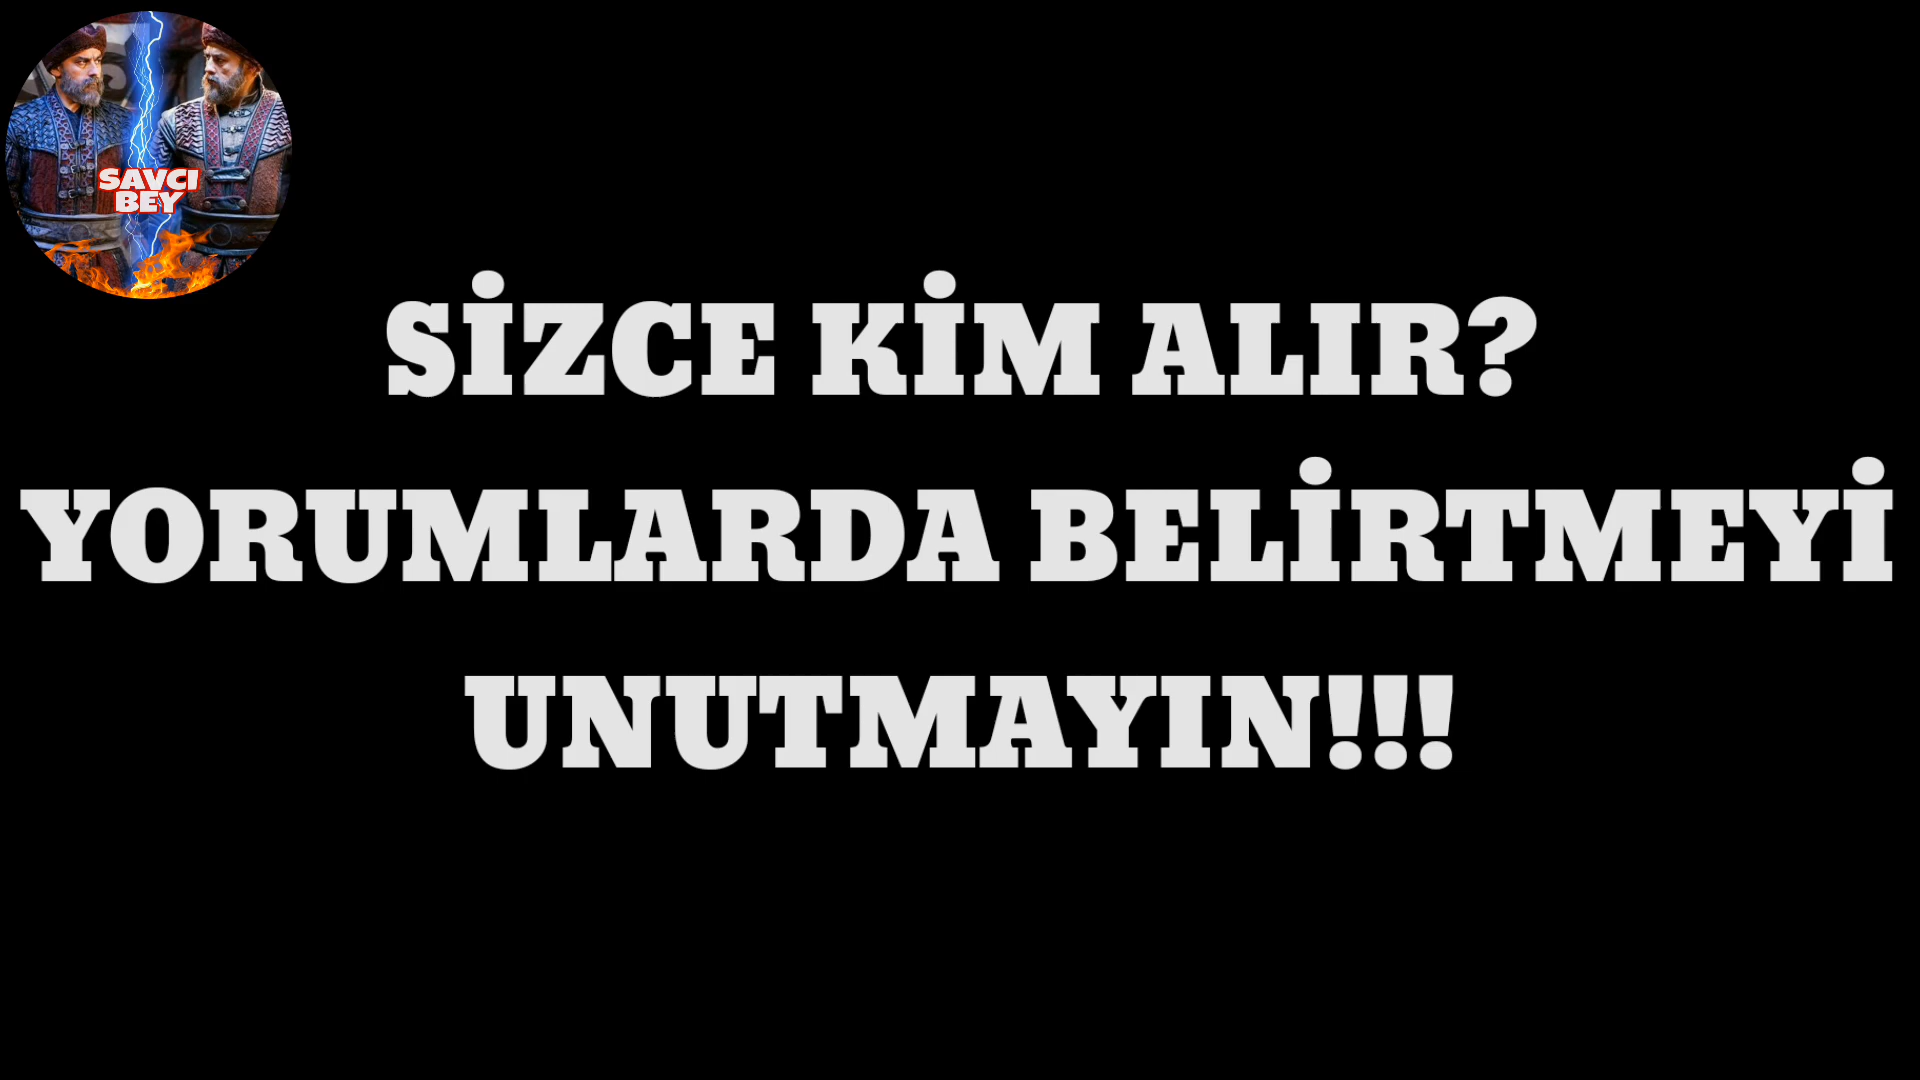 SAVCI
BEY
SİZCE KİM ALIR?
YORUMLARDA BELİRTMEYİ
UNUTMAYIN!!!